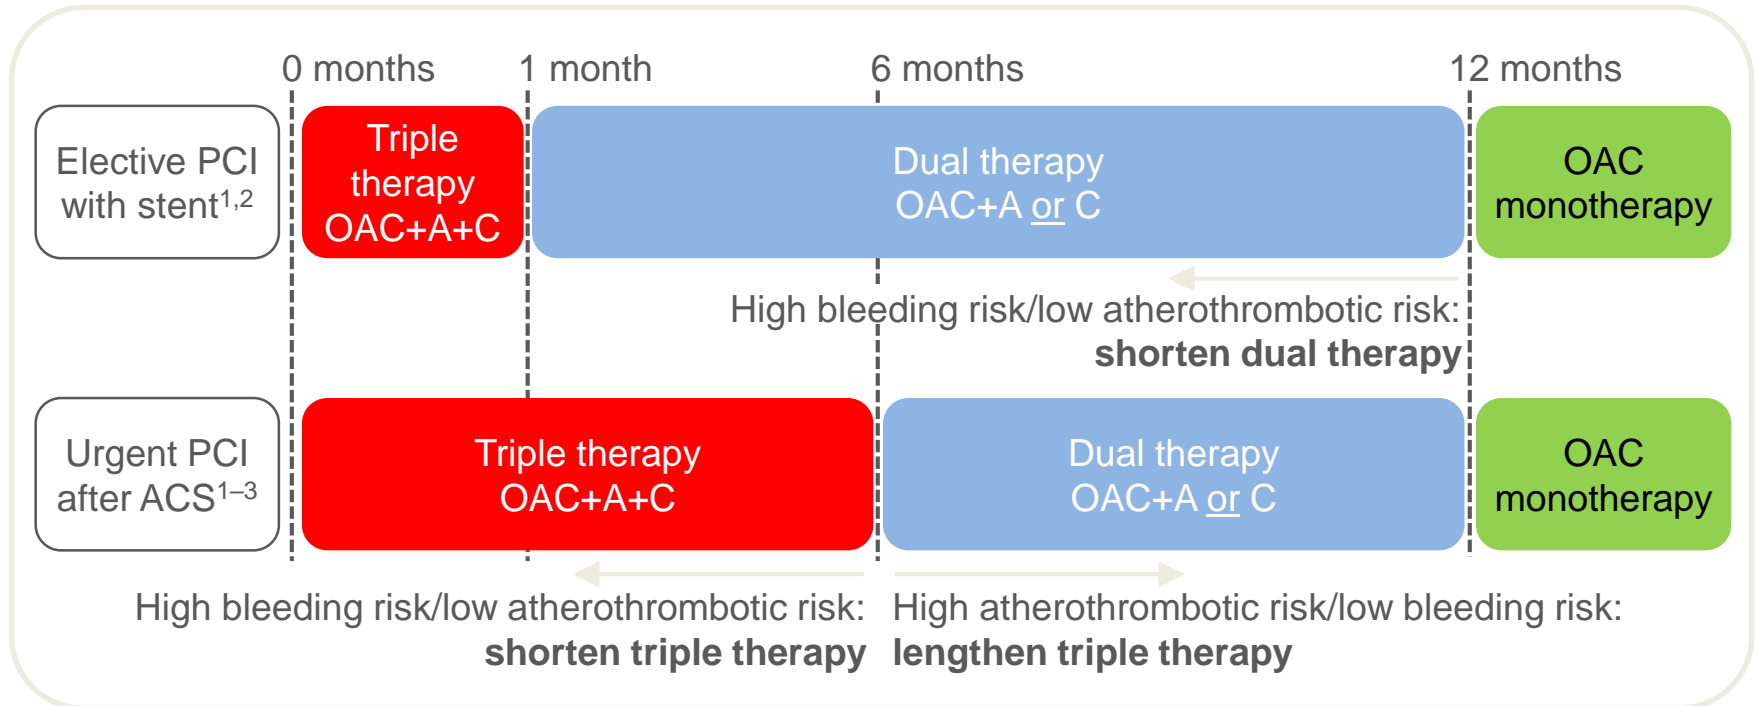 0 months
1 month
6 months
12 months
Elective PCI
with stent1,2
Triple
therapy
OAC+A+C
Dual therapy
OAC+A or C
OAC
monotherapy
High bleeding risk/low atherothrombotic risk:
shorten dual therapy
Urgent PCI
after ACS1–3
Triple therapy
OAC+A+C
Dual therapy
OAC+A or C
OAC
monotherapy
High bleeding risk/low atherothrombotic risk:
shorten triple therapy
High atherothrombotic risk/low bleeding risk:
lengthen triple therapy